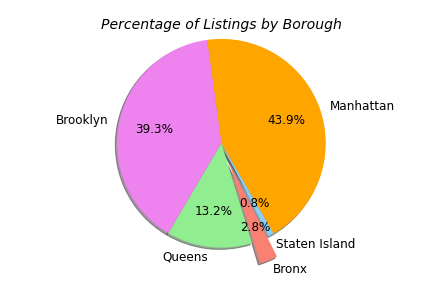 Percentage of Listings by Borough
Manhattan
43.9%
Brooklyn
39.3%
13.2%
Queens
0.8%
Staten Island
2.8%
Bronx